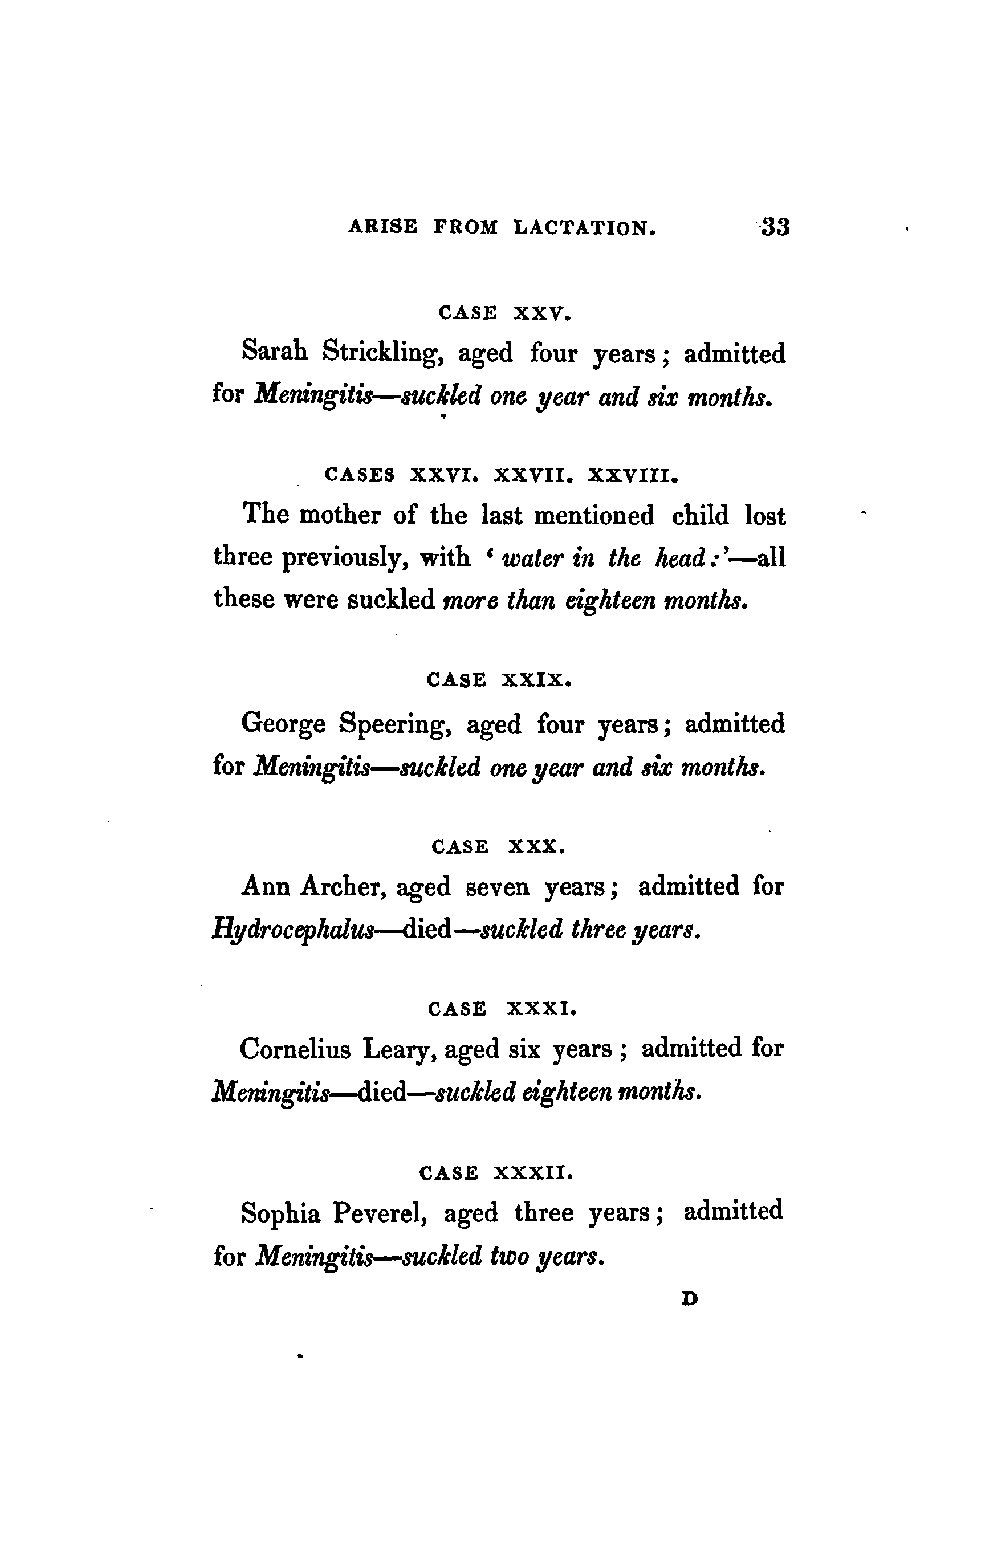 ARISE FROM LACTATION. 33
CASE XXV.
Sarah Strickling, aged four years; admitted
for Meningitis—suckled one year and six months.
CASES XXVI. XXVII. XXVIII.
The mother of the last mentioned child lost
three previously, with ‘water in the head:’—all
these were suckled more than eighteen months.
CASE XXIX.
George Speering, aged four years; admitted
for Meningitis—suckled one year and six months.
CASE XXX.
Ann Archer, aged seven years; admitted for
Hydrocephalus—died—suckled three years.
CASE XXXI.
Cornelius Leary, aged six years; admitted for
Meningitis—died—suckled eighteen months.
CASE XXXII.
Sophia Peverel, aged three years; admitted
for Meningitis—suckled two years.
D